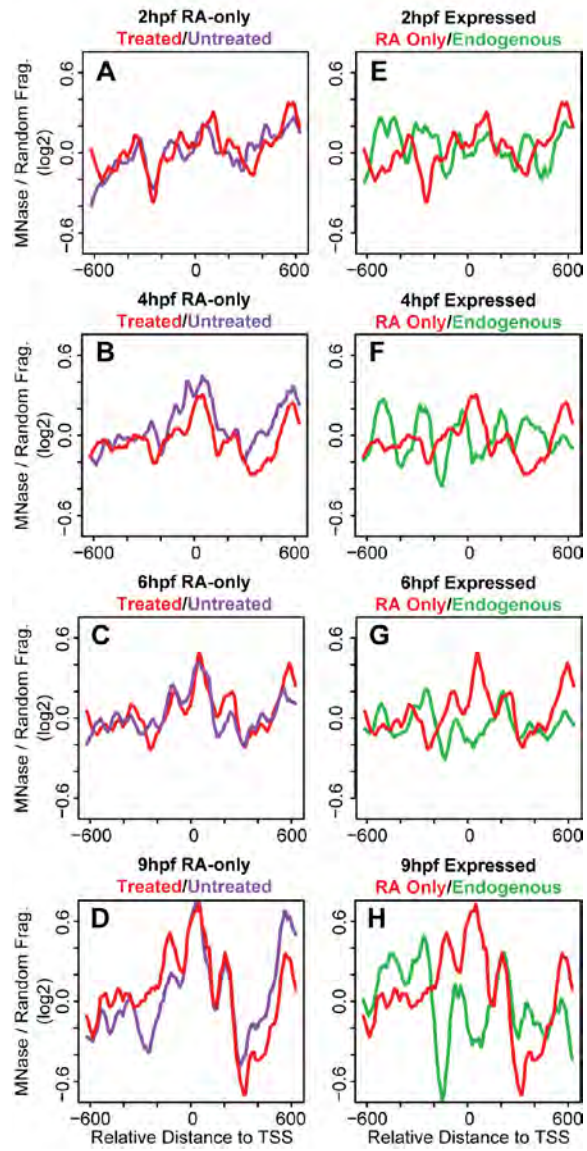 2hpf RA-only
Treated/Untreated
A
MNase / Random Frag.
(log2)
0.6
0.0
−0.6
−600
0
600
2hpf Expressed
RA Only/Endogenous
E
0.6
0.0
−0.6
−600
0
600
4hpf RA-only
Treated/Untreated
B
MNase / Random Frag.
(log2)
0.6
0.0
−0.6
−600
0
600
4hpf Expressed
RA Only/Endogenous
F
0.6
0.0
−0.6
−600
0
600
6hpf RA-only
Treated/Untreated
C
MNase / Random Frag.
(log2)
0.6
0.0
−0.6
−600
0
600
6hpf Expressed
RA Only/Endogenous
G
0.6
0.0
−0.6
−600
0
600
9hpf RA-only
Treated/Untreated
D
MNase / Random Frag.
(log2)
0.6
0.0
−0.6
−600
0
600
Relative Distance to TSS
9hpf Expressed
RA Only/Endogenous
H
0.6
0.0
−0.6
−600
0
600
Relative Distance to TSS